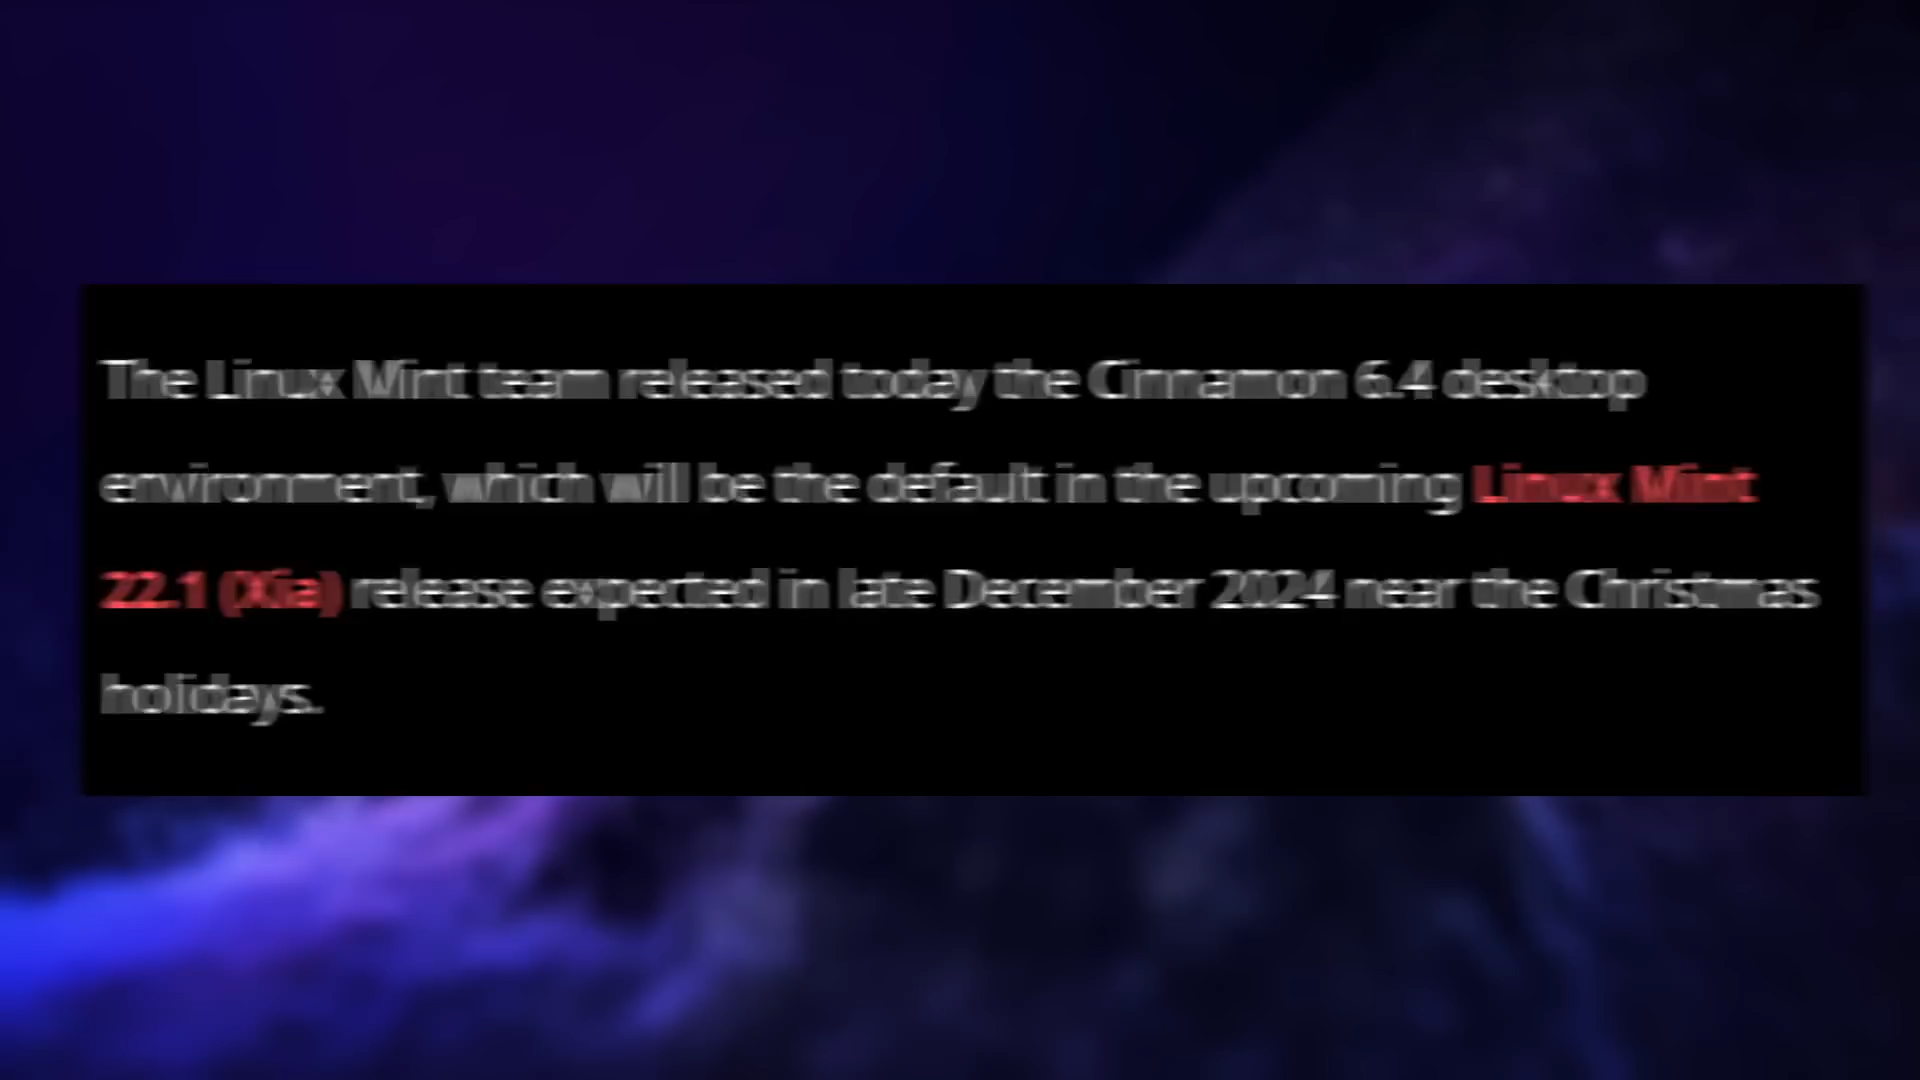 The Linux Mint team released today the Cinnamon 6.4 desktop
environment, which will be the default in the upcoming Linux Mint
22.1 (Xia) release expected in late December 2024 near the Christmas
holidays.